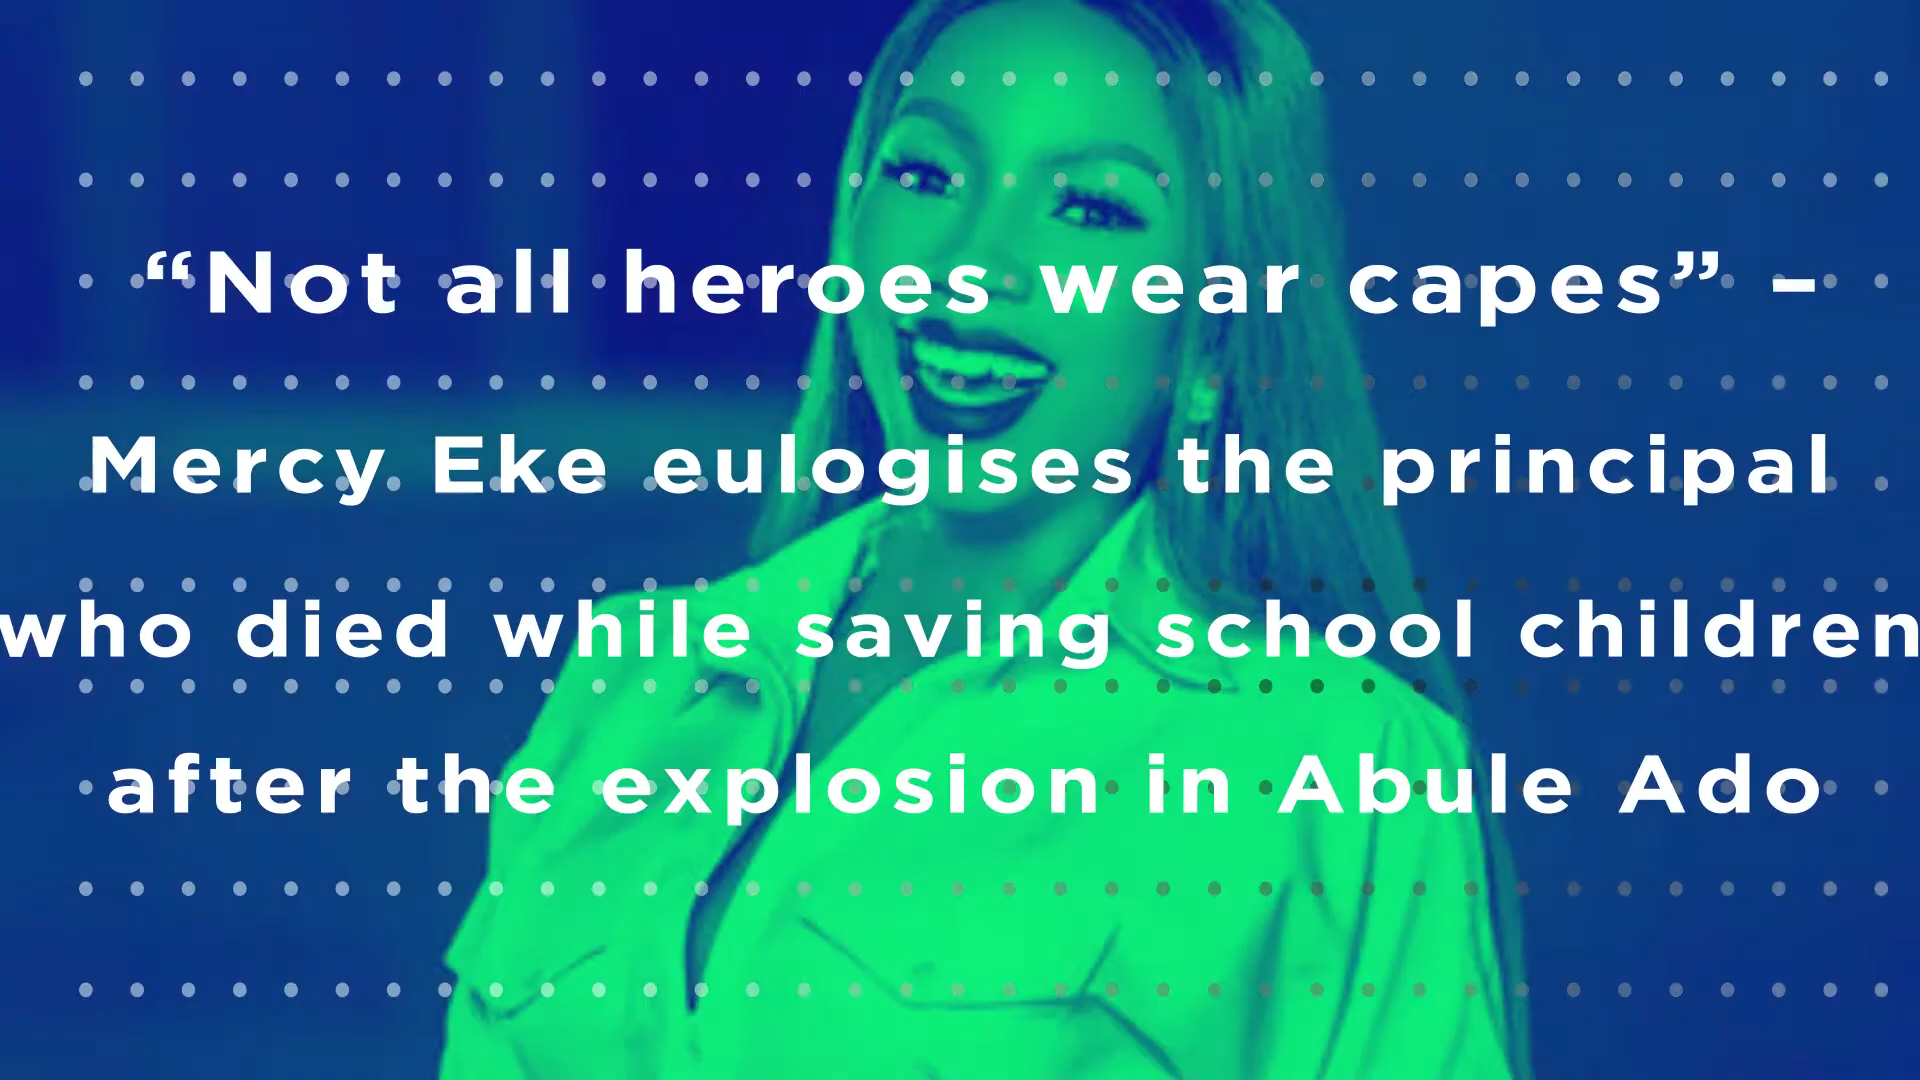 “Not all heroes wear capes” –
Mercy Eke eulogises the principal
who died while saving school children
after the explosion in Abule Ado